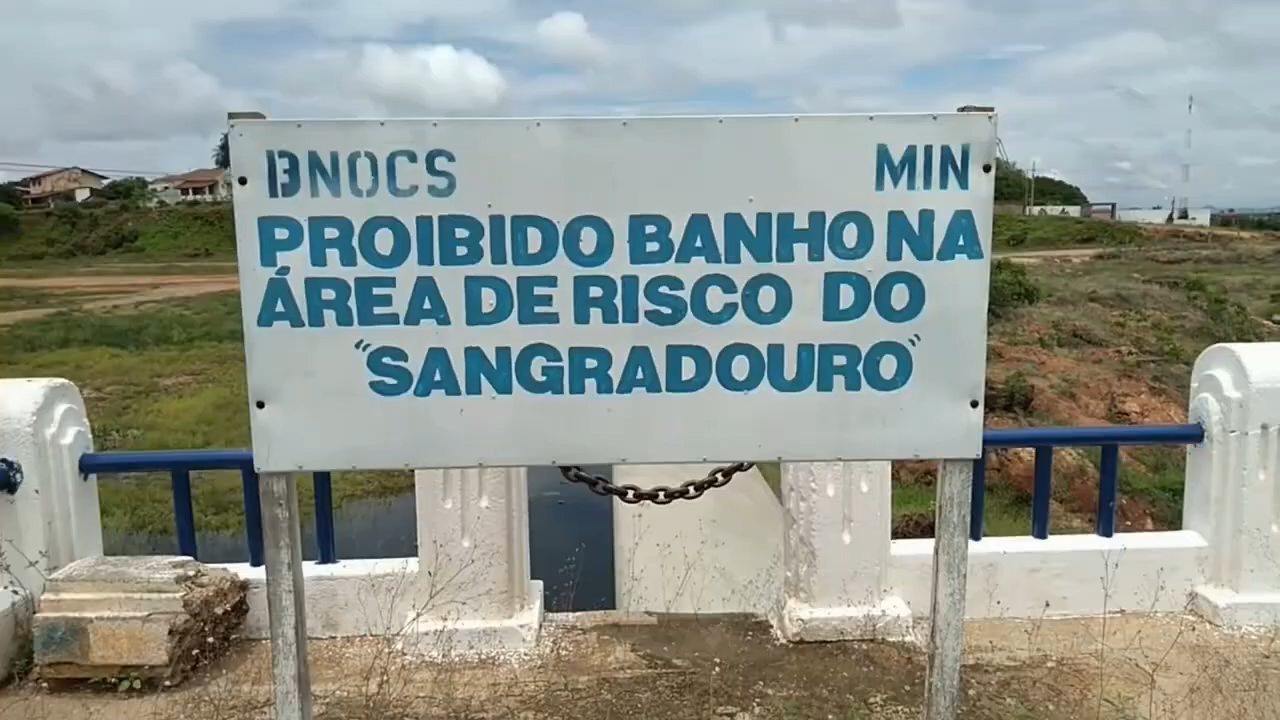 DNOCS MIN
PROIBIDO BANHO NA
ÁREA DE RISCO DO
"SANGRADOURO"